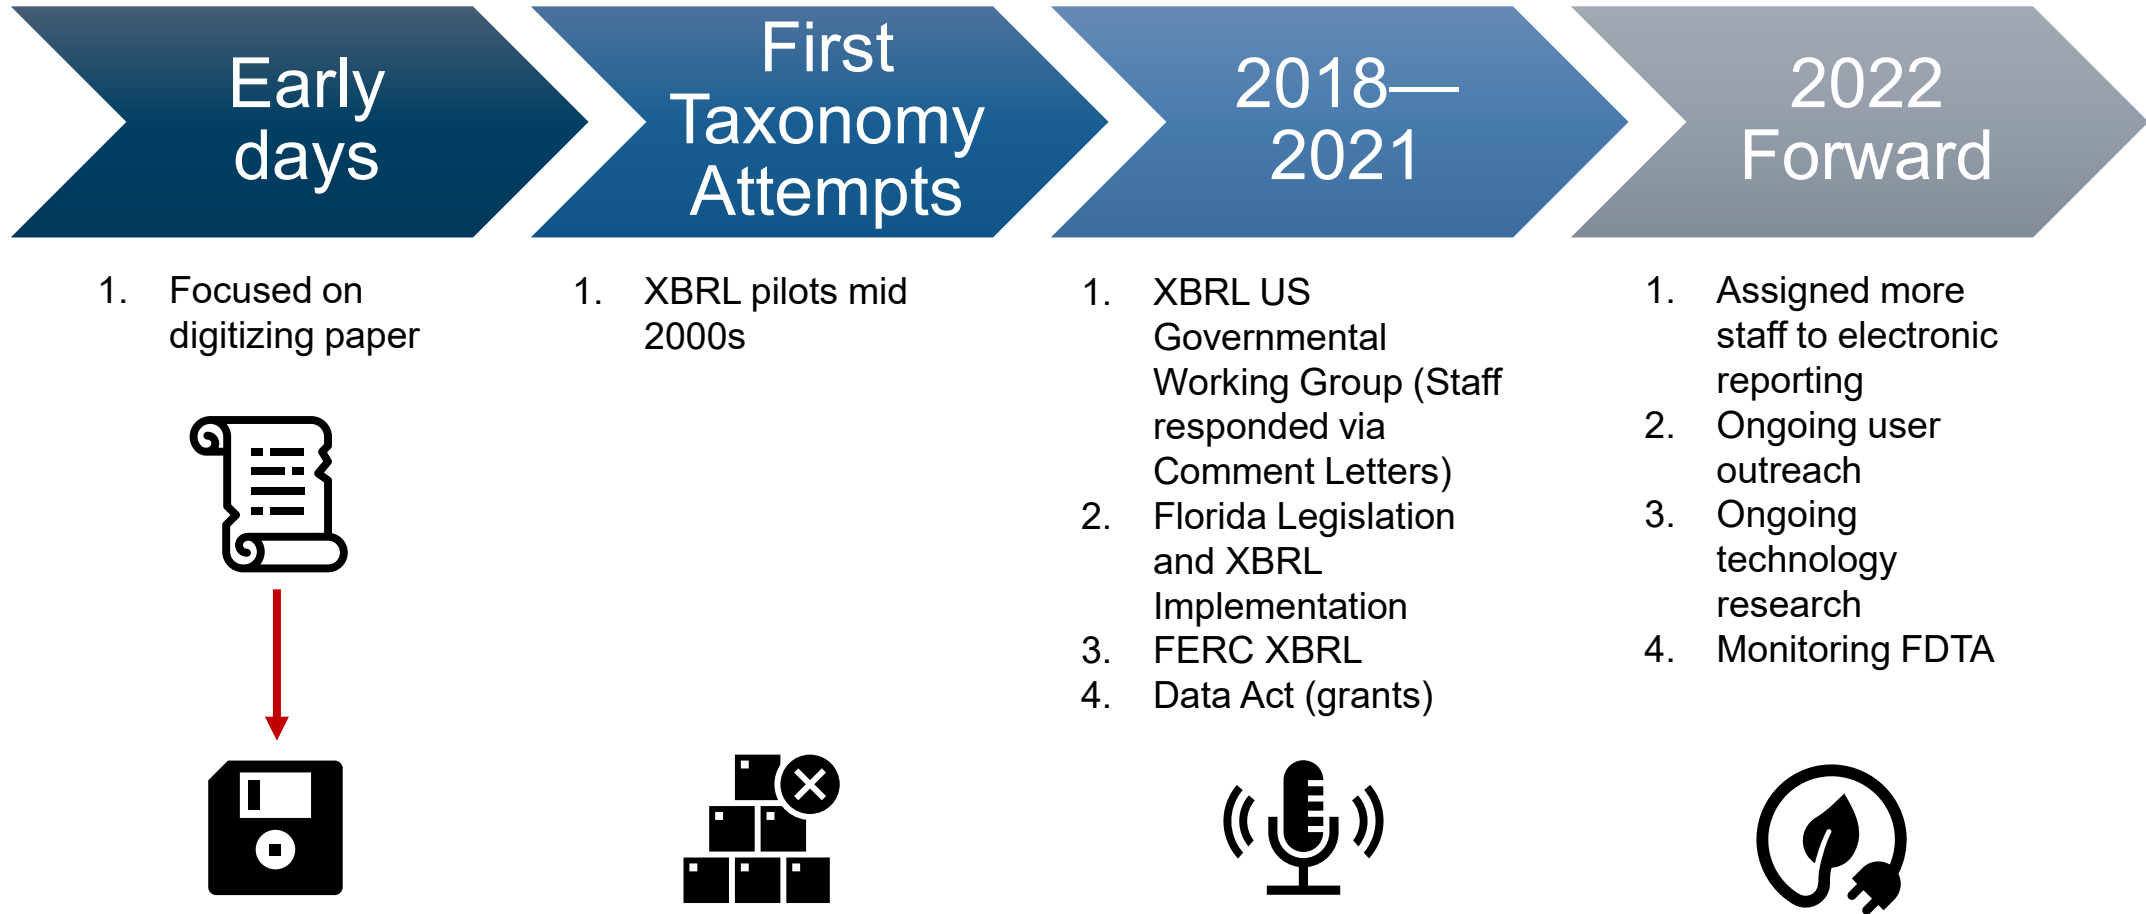 Early
days
First
Taxonomy
Attempts
2018—
2021
2022
Forward
1. Focused on
digitizing paper
1. XBRL pilots mid
2000s
1. XBRL US
Governmental
Working Group (Staff
responded via
Comment Letters)
2. Florida Legislation
and XBRL
Implementation
3. FERC XBRL
4. Data Act (grants)
1. Assigned more
staff to electronic
reporting
2. Ongoing user
outreach
3. Ongoing
technology
research
4. Monitoring FDTA